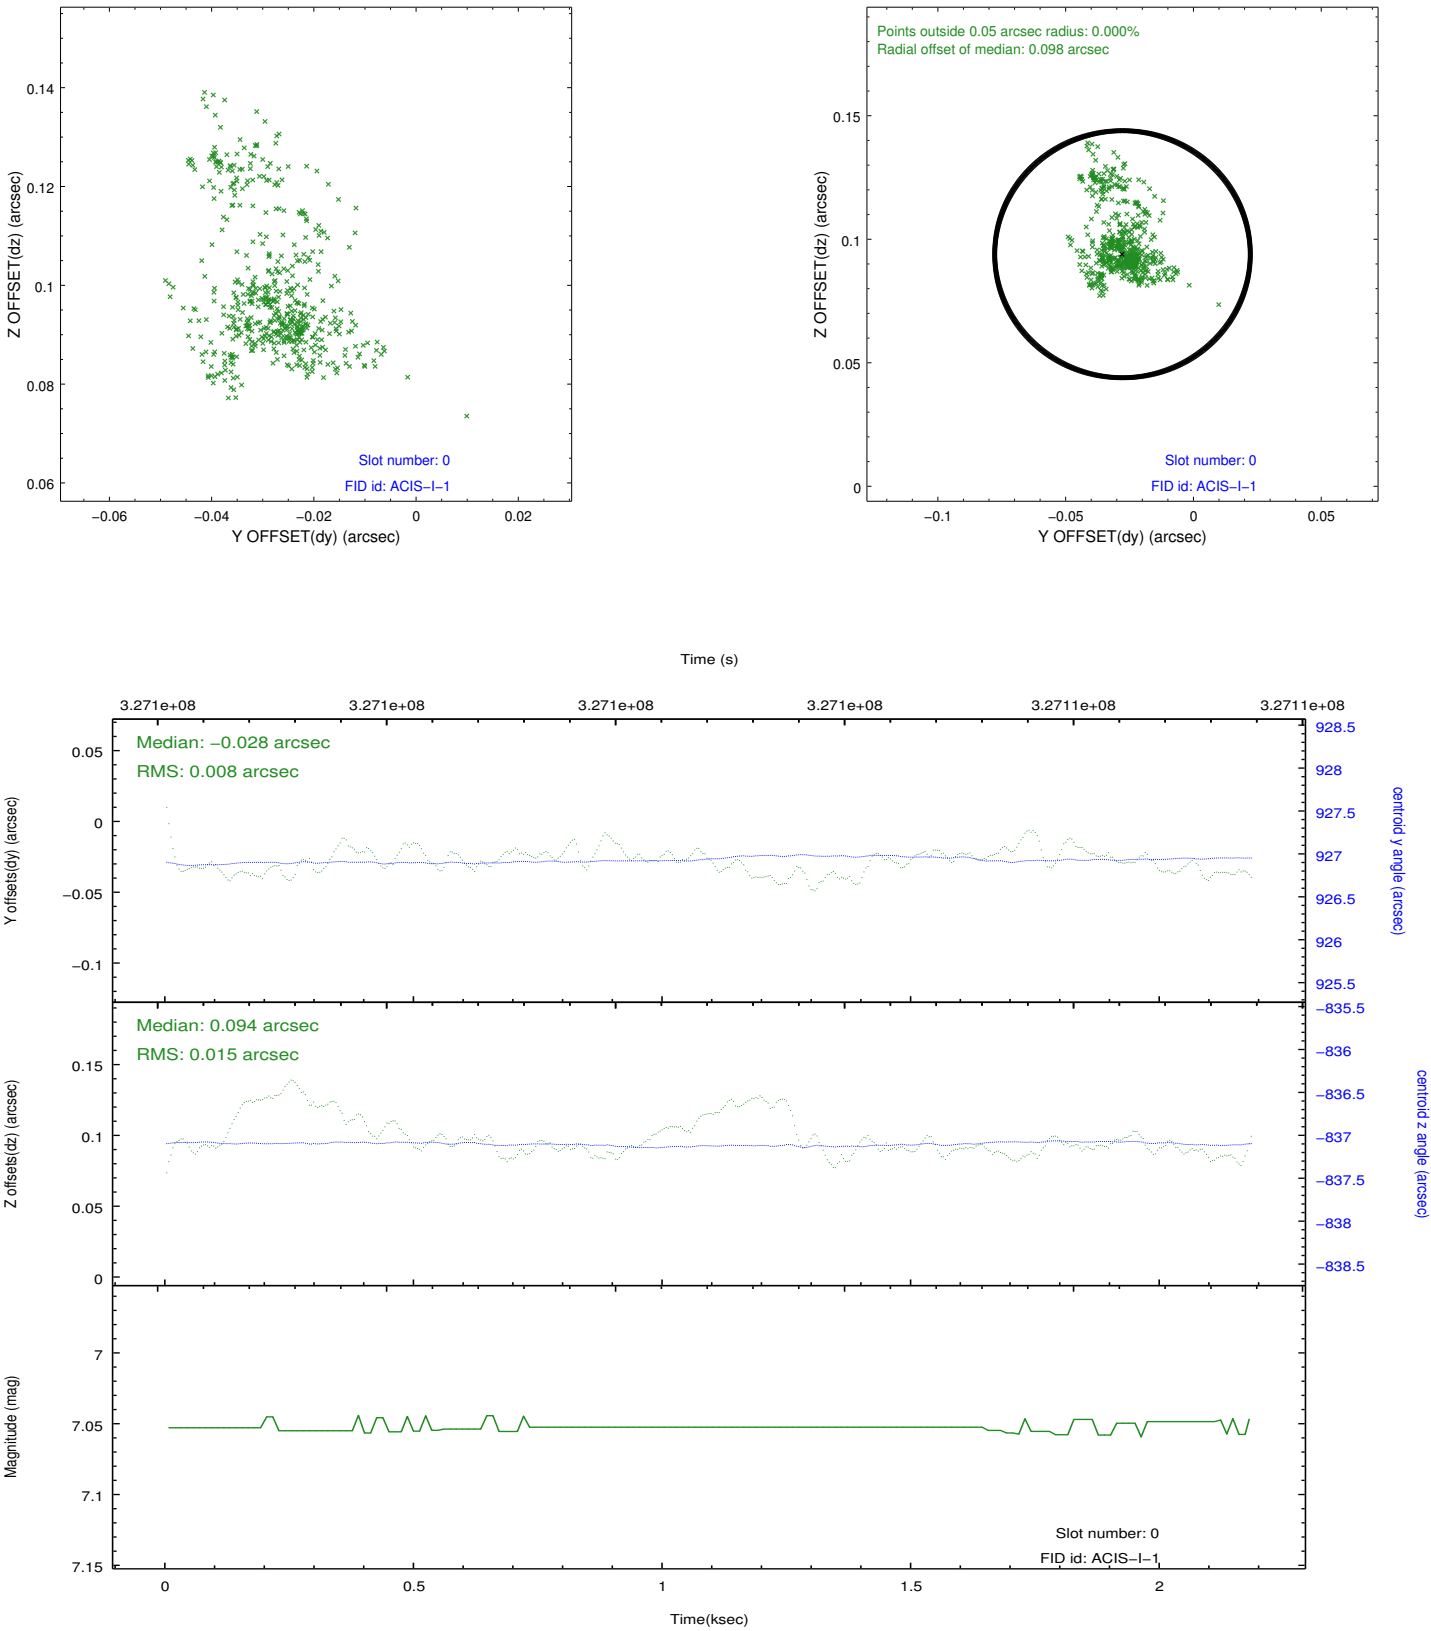 0.14
0.12
0.1
0.08
0.06
Z OFFSET(dz) (arcsec)
Slot number: 0
FID id: ACIS−I−1
−0.06 −0.04 −0.02 0 0.02
Y OFFSET(dy) (arcsec)
Points outside 0.05 arcsec radius: 0.000%
Radial offset of median: 0.098 arcsec
0.15
0.1
0.05
0
Z OFFSET(dz) (arcsec)
Slot number: 0
FID id: ACIS−I−1
−0.1 −0.05 0 0.05
Y OFFSET(dy) (arcsec)
Time (s)
3.271e+08 3.271e+08 3.271e+08 3.271e+08 3.2711e+08 3.2711e+08
Median: −0.028 arcsec
RMS: 0.008 arcsec
0.05
0
−0.05
−0.1
Y offsets(dy) (arcsec)
928.5
928
927.5
927
926.5
926
925.5
centroid y angle (arcsec)
Median: 0.094 arcsec
RMS: 0.015 arcsec
0.15
0.1
0.05
0
Z offsets(dz) (arcsec)
−835.5
−836
−836.5
−837
−837.5
−838
−838.5
centroid z angle (arcsec)
7
7.05
7.1
7.15
Magnitude (mag)
Slot number: 0
FID id: ACIS−I−1
0 0.5 1 1.5 2
Time(ksec)